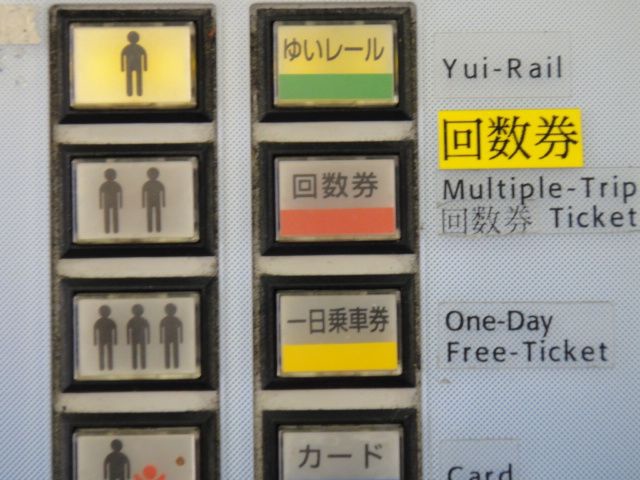 ゆいレール
Yui-Rail
回数券
回数券
Multiple-Trip
回数券 Ticket
一日乗車券
One-Day
Free-Ticket
カード
Card